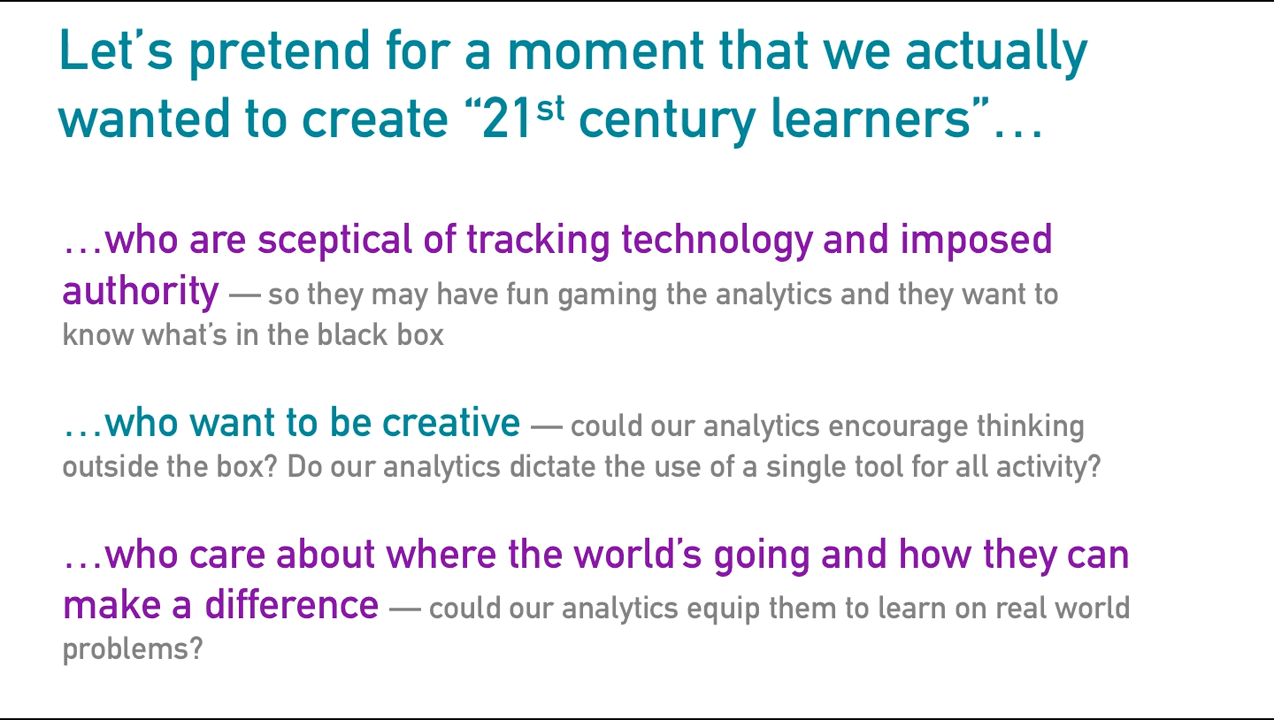 Let’s pretend for a moment that we actually
wanted to create “21st century learners”…
…who are sceptical of tracking technology and imposed
authority — so they may have fun gaming the analytics and they want to
know what’s in the black box
…who want to be creative — could our analytics encourage thinking
outside the box? Do our analytics dictate the use of a single tool for all activity?
…who care about where the world’s going and how they can
make a difference — could our analytics equip them to learn on real world
problems?